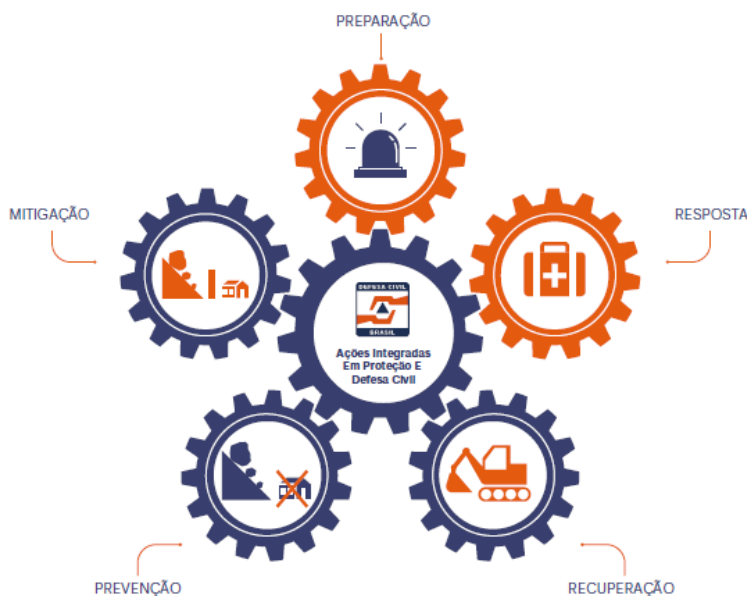 PREPARAÇÃO
MITIGAÇÃO
RESPOSTA
DEFESA CIVIL
BRASIL
Ações Integradas
Em Proteção E
Defesa Civil
PREVENÇÃO
RECUPERAÇÃO